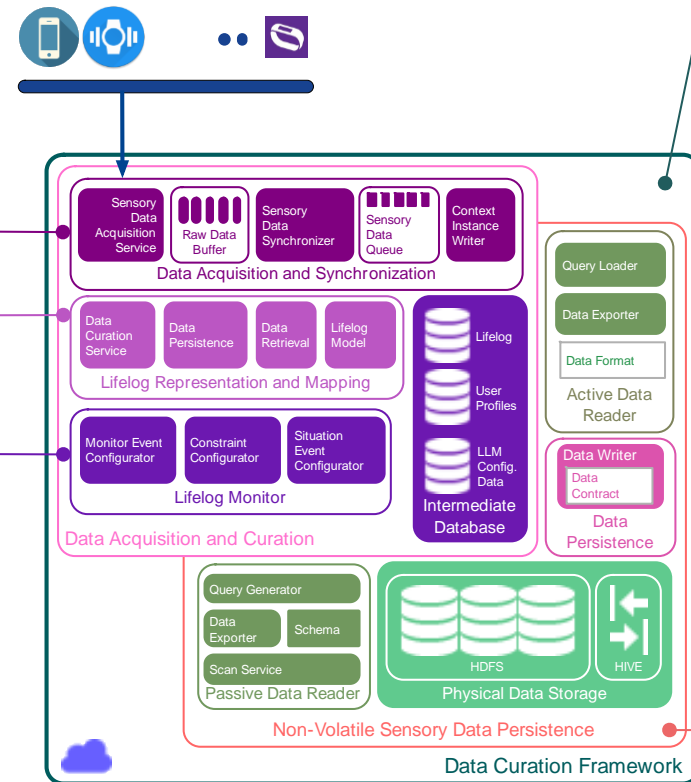 Sensory
Data
Acquisition
Service
Raw Data
Buffer
Sensory
Data
Synchronizer
Sensory
Data
Queue
Context
Instance
Writer
Data Acquisition and Synchronization
Data
Curation
Service
Data
Persistence
Data
Retrieval
Lifelog
Model
Lifelog Representation and Mapping
Monitor Event
Configurator
Constraint
Configurator
Situation
Event
Configurator
Lifelog Monitor
Lifelog
User
Profiles
LLM
Config.
Data
Intermediate
Database
Data Acquisition and Curation
Query Loader
Data Exporter
Data Format
Active Data
Reader
Data Writer
Data
Contract
Data
Persistence
Query Generator
Data
Exporter
Schema
Scan Service
Passive Data Reader
HDFS
HIVE
Physical Data Storage
Non-Volatile Sensory Data Persistence
Data Curation Framework